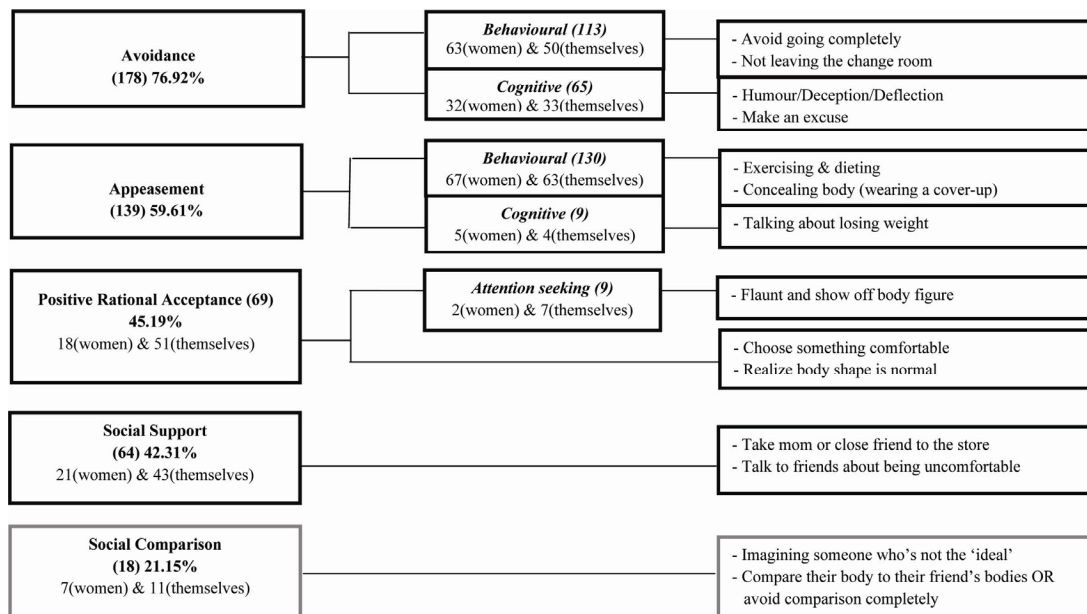 Avoidance
(178) 76.92%
Behavioural (113)
63(women) & 50(themselves)
- Avoid going completely
- Not leaving the change room
Cognitive (65)
32(women) & 33(themselves)
- Humour/Deception/Deflection
- Make an excuse
Appeasement
(139) 59.61%
Behavioural (130)
67(women) & 63(themselves)
- Exercising & dieting
- Concealing body (wearing a cover-up)
Cognitive (9)
5(women) & 4(themselves)
- Talking about losing weight
Positive Rational Acceptance (69)
45.19%
18(women) & 51(themselves)
Attention seeking (9)
2(women) & 7(themselves)
- Flaunt and show off body figure
- Choose something comfortable
- Realize body shape is normal
Social Support
(64) 42.31%
21(women) & 43(themselves)
- Take mom or close friend to the store
- Talk to friends about being uncomfortable
Social Comparison
(18) 21.15%
7(women) & 11(themselves)
- Imagining someone who's not the 'ideal'
- Compare their body to their friend's bodies OR
avoid comparison completely